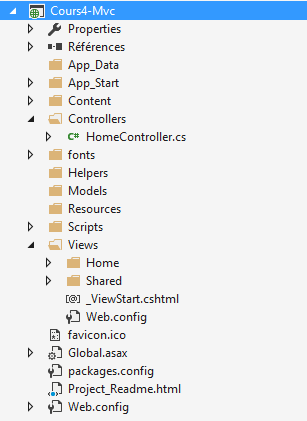 Cours4-Mvc
Properties
Références
App_Data
App_Start
Content
Controllers
C# HomeController.cs
fonts
Helpers
Models
Resources
Scripts
Views
Home
Shared
_ViewStart.cshtml
Web.config
favicon.ico
Global.asax
packages.config
Project_Readme.html
Web.config